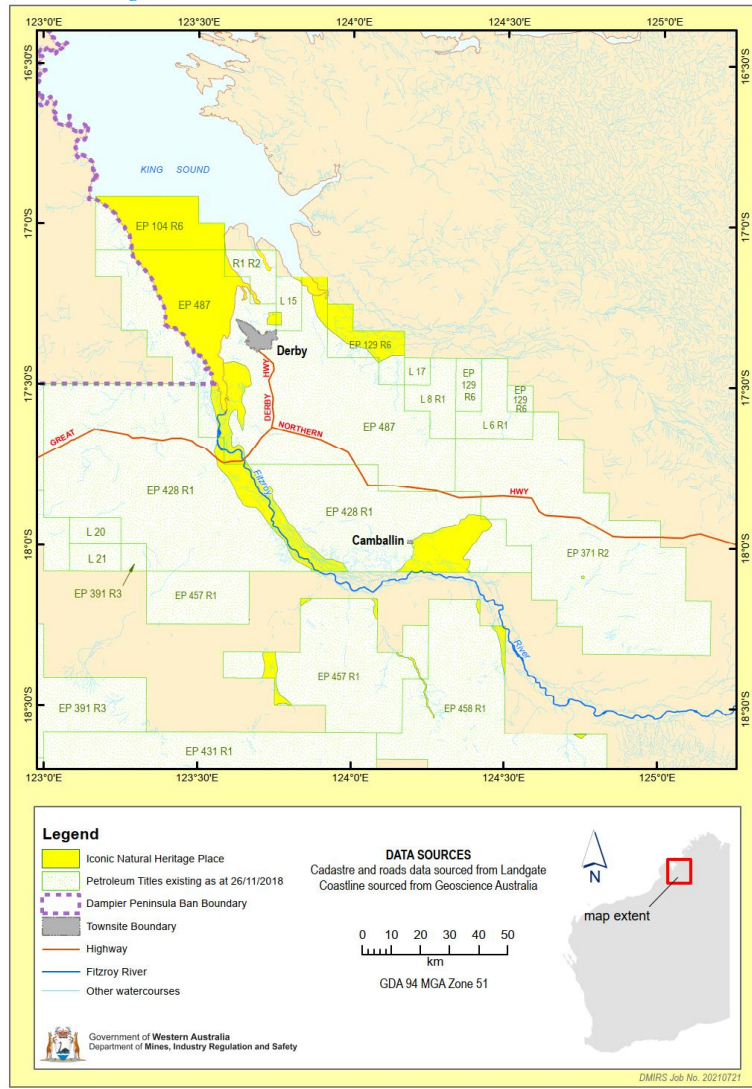 123°0'E
123°30'E
124°0'E
124°30'E
125°0'E
16°30'S
16°30'S
KING SOUND
17°0'S
17°0'S
EP 104 R6
R1 R2
EP 487
L 15
EP 129 R6
Derby
L 17
EP
129
R6
EP
129
R6
17°30'S
17°30'S
DERBY HWY
L 8 R1
L 6 R1
GREAT
NORTHERN
EP 487
HWY
Fitzroy
EP 428 R1
EP 428 R1
L 20
Camballin
18°0'S
18°0'S
L 21
EP 371 R2
EP 391 R3
EP 457 R1
River
EP 457 R1
EP 391 R3
EP 458 R1
18°30'S
18°30'S
EP 431 R1
123°0'E
123°30'E
124°0'E
124°30'E
125°0'E
Legend
Iconic Natural Heritage Place
Petroleum Titles existing as at 26/11/2018
Dampier Peninsula Ban Boundary
Townsite Boundary
Highway
Fitzroy River
Other watercourses
DATA SOURCES
Cadastre and roads data sourced from Landgate
Coastline sourced from Geoscience Australia
0 10 20 30 40 50
km
GDA 94 MGA Zone 51
N
map extent
Government of Western Australia
Department of Mines, Industry Regulation and Safety
DMIRS Job No. 20210721